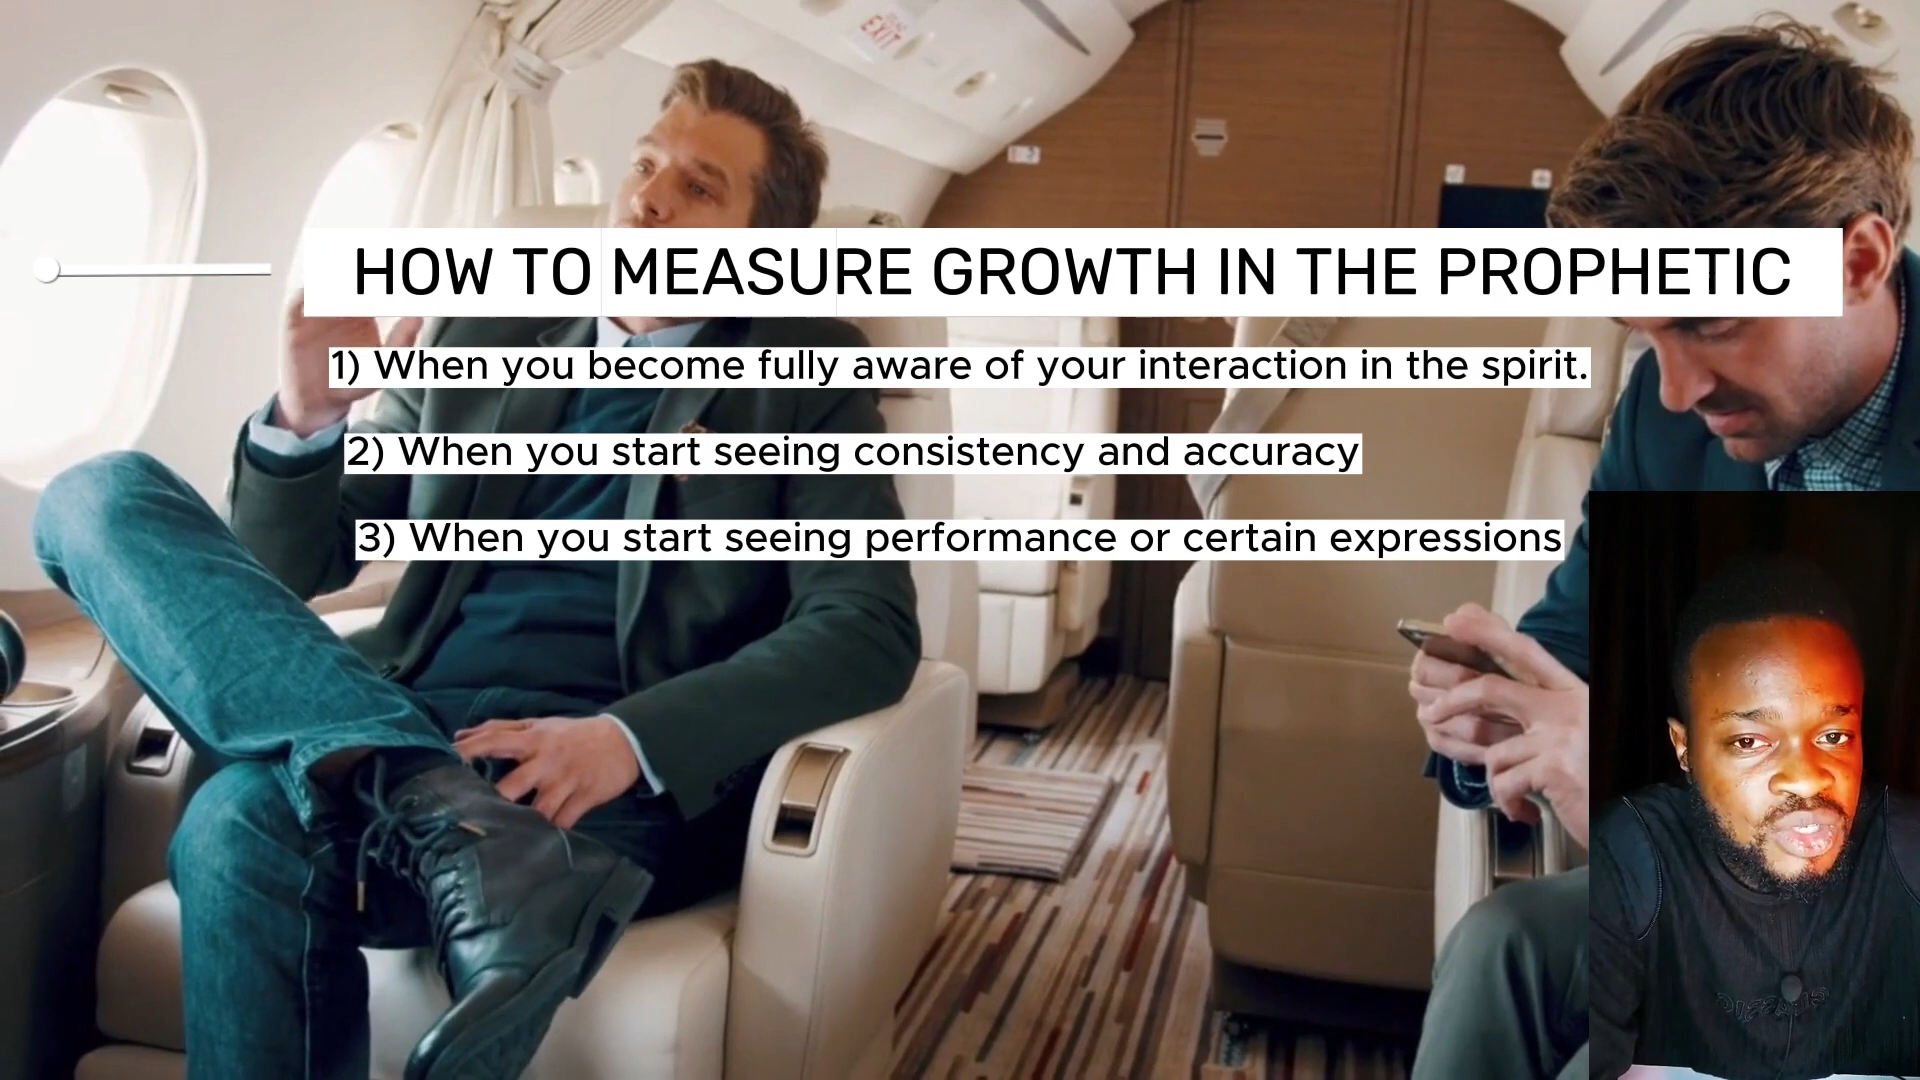 EXIT
HOW TO MEASURE GROWTH IN THE PROPHETIC
1) When you become fully aware of your interaction in the spirit.
2) When you start seeing consistency and accuracy
3) When you start seeing performance or certain expressions